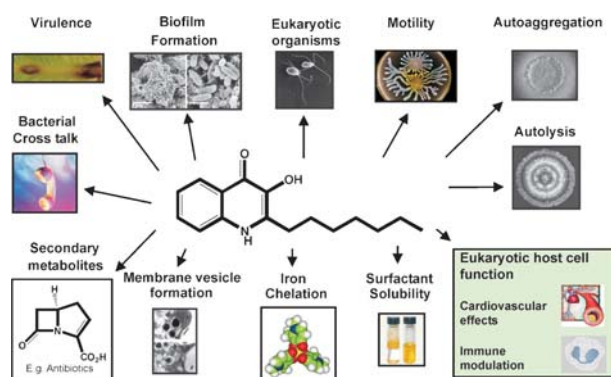 Virulence
Biofilm
Formation
Eukaryotic
organisms
Motility
Autoaggregation
Bacterial
Cross talk
Autolysis
O
OH
N
H
Secondary
metabolites
H
O
N
CO₂H
E.g. Antibiotics
Membrane vesicle
formation
Iron
Chelation
Surfactant
Solubility
Eukaryotic host cell
function
Cardiovascular
effects
Immune
modulation